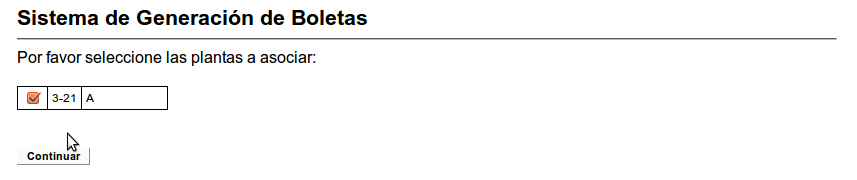 Sistema de Generación de Boletas
Por favor seleccione las plantas a asociar:
3-21 A
Continuar